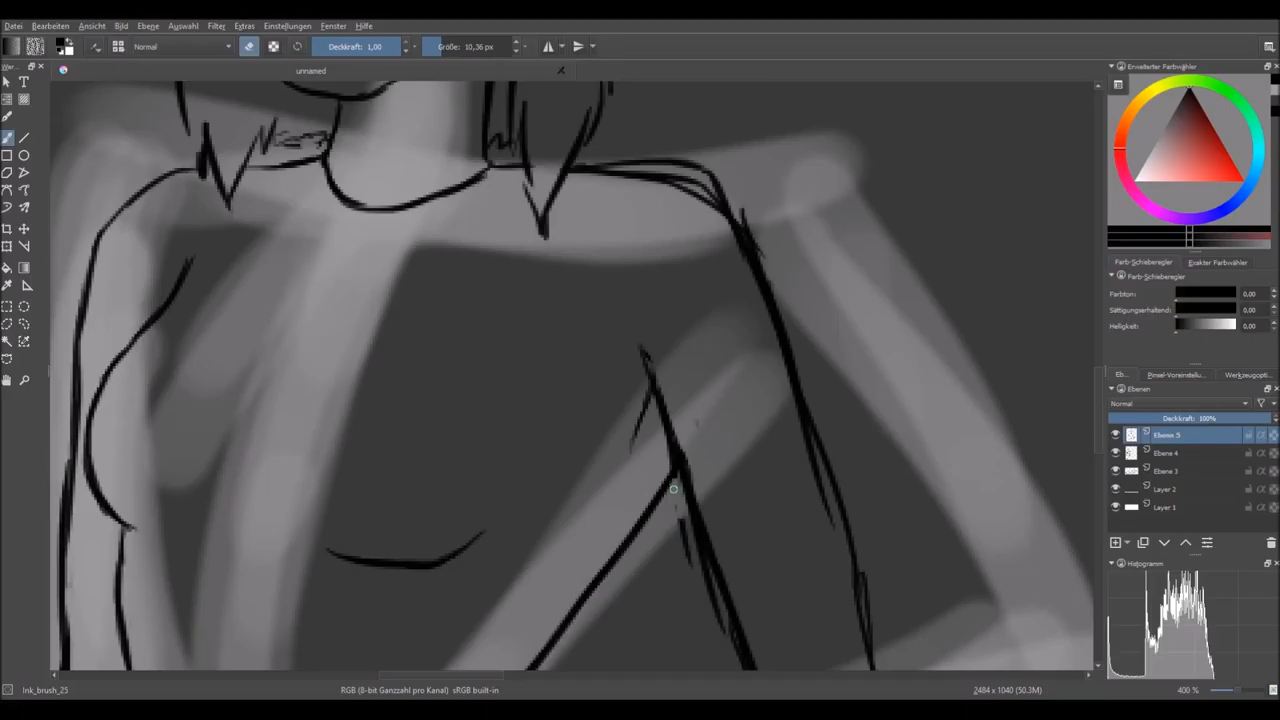 Datei Bearbeiten Ansicht Bild Ebene Auswahl Filter Extras Einstellungen Fenster Hilfe
Normal Deckkraft: 1,00 Größe: 10,36 px
unnamed
Wer...
Erweiterter Farbwähler
Farb-Schieberegler Exakter Farbwähler
Farb-Schieberegler
Farbton: 0,00
Sättigungserhaltend: 0,00
Helligkeit: 0,00
Eb... Pinsel-Voreinstellu... Werkzeugopti...
Ebenen
Normal
Deckkraft: 100%
Ebene 5
Ebene 4
Ebene 3
Layer 2
Layer 1
Histogramm
Ink_brush_25 RGB (8-bit Ganzzahl pro Kanal) sRGB built-in 2484 x 1040 (50.3M) 400 %